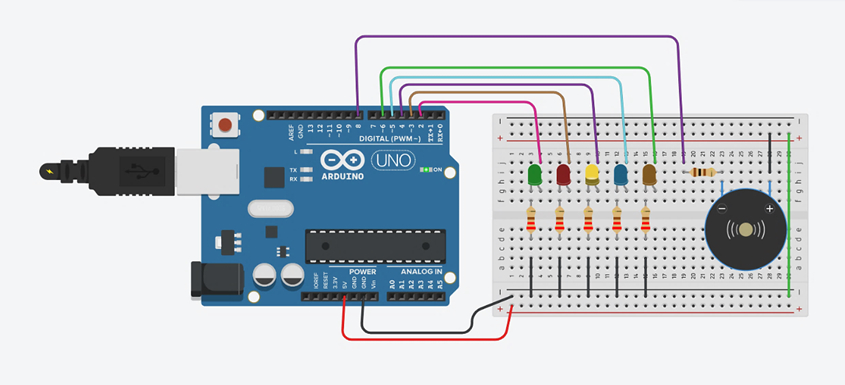 AREF
GND
13
12
~11
~10
~9
8
7
~6
~5
4
~3
2
TX→1
RX←0
DIGITAL (PWM~)
L
TX
RX
UNO
ARDUINO
ON
POWER
ANALOG IN
IOREF
RESET
3.3V
5V
GND
GND
Vin
A0
A1
A2
A3
A4
A5
j
i
h
g
f
e
d
c
b
a